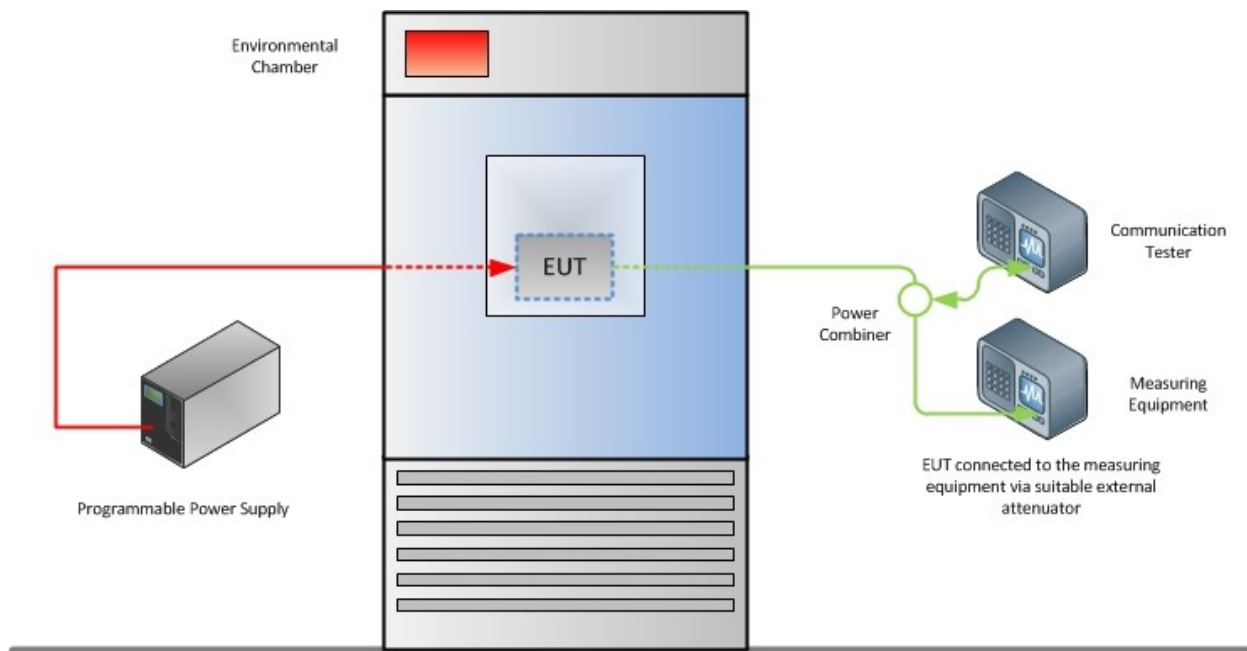 Environmental
Chamber
EUT
Communication
Tester
Power
Combiner
Measuring
Equipment
EUT connected to the measuring
equipment via suitable external
attenuator
Programmable Power Supply